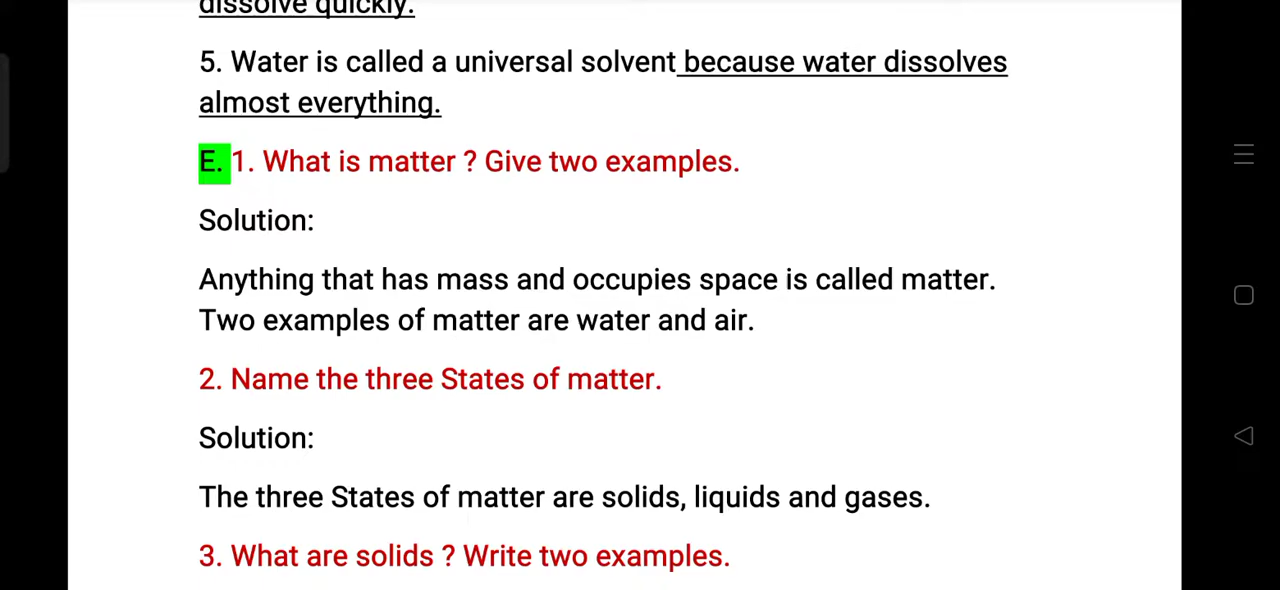 dissolve quickly.
5. Water is called a universal solvent because water dissolves
almost everything.
E. 1. What is matter ? Give two examples.
Solution:
Anything that has mass and occupies space is called matter.
Two examples of matter are water and air.
2. Name the three States of matter.
Solution:
The three States of matter are solids, liquids and gases.
3. What are solids ? Write two examples.